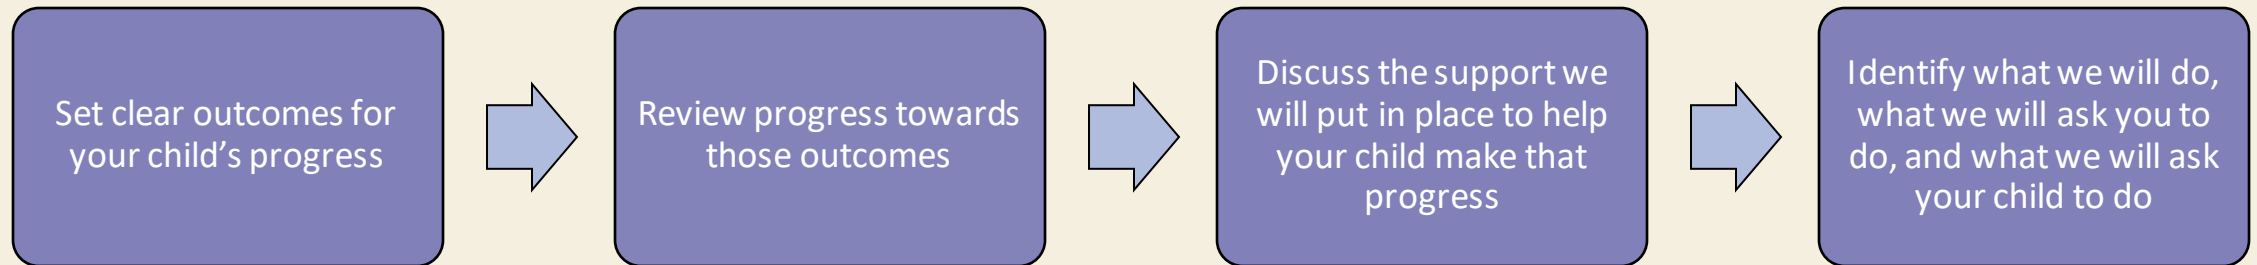 Set clear outcomes for
your child’s progress
Review progress towards
those outcomes
Discuss the support we
will put in place to help
your child make that
progress
Identify what we will do,
what we will ask you to
do, and what we will ask
your child to do